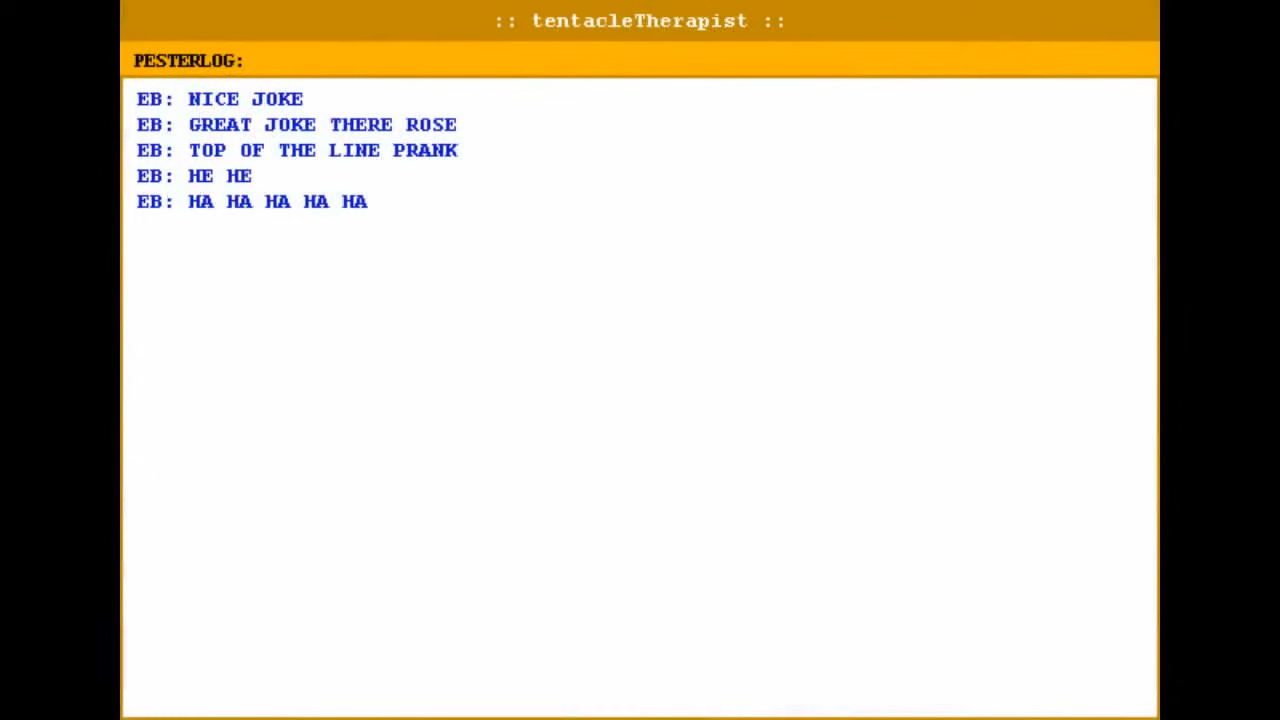 :: tentacleTherapist ::
PESTERLOG:
EB: NICE JOKE
EB: GREAT JOKE THERE ROSE
EB: TOP OF THE LINE PRANK
EB: HE HE
EB: HA HA HA HA HA